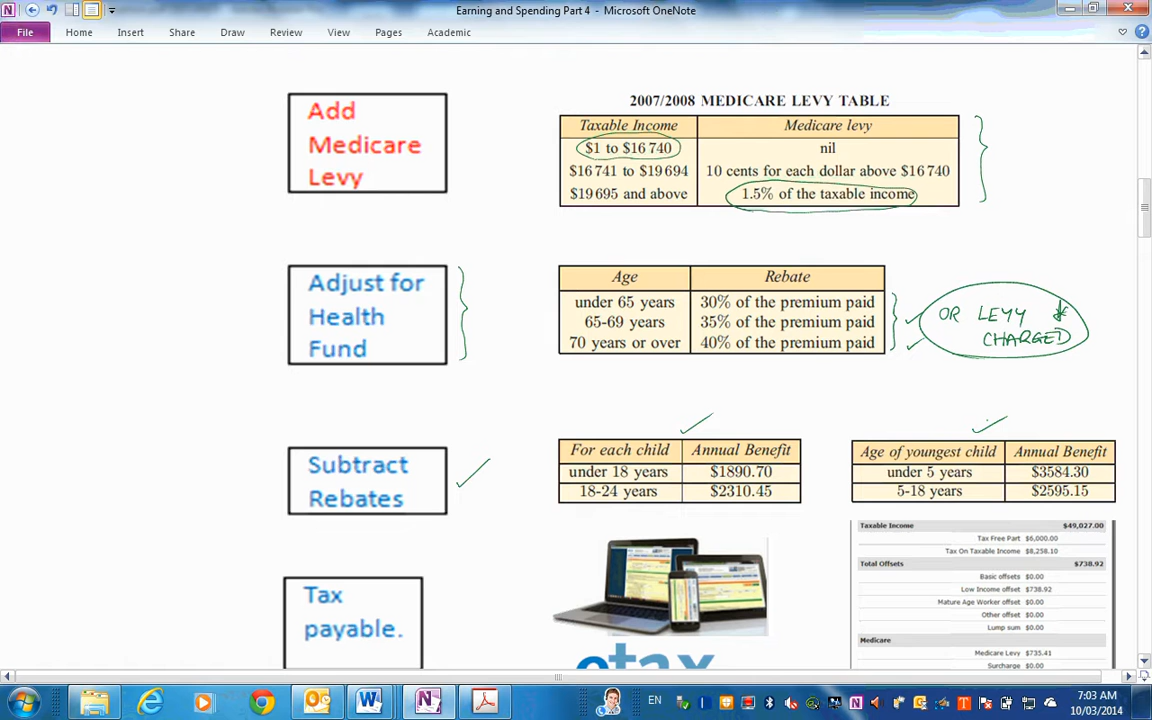 Earning and Spending Part 4 - Microsoft OneNote
File Home Insert Share Draw Review View Pages Academic
Add
Medicare
Levy
2007/2008 MEDICARE LEVY TABLE
Taxable Income Medicare levy
$1 to $16 740 nil
$16 741 to $19 694 10 cents for each dollar above $16 740
$19 695 and above 1.5% of the taxable income
Adjust for
Health
Fund
Age Rebate
under 65 years 30% of the premium paid
65-69 years 35% of the premium paid
70 years or over 40% of the premium paid
OR LEVY *
CHARGED
Subtract
Rebates
For each child Annual Benefit
under 18 years $1890.70
18-24 years $2310.45
Age of youngest child Annual Benefit
under 5 years $3584.30
5-18 years $2595.15
Tax
payable.
etax
Taxable Income $49,027.00
Tax Free Part $6,000.00
Tax On Taxable Income $8,258.10
Total Offsets $738.92
Basic offsets $0.00
Low Income offset $738.92
Mature Age Worker offset $0.00
Other offset $0.00
Lump sum $0.00
Medicare
Medicare Levy $735.41
Surcharge $0.00
EN
7:03 AM
10/03/2014